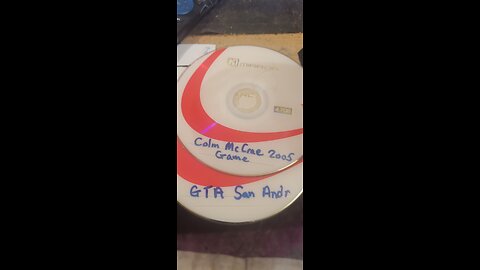 Colm McCrae 2005
Game
GTA San Andr